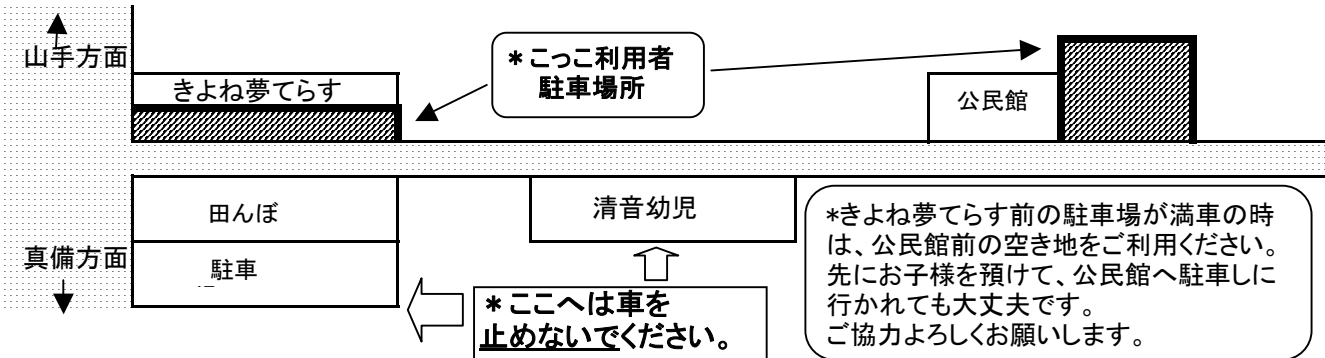 山手方面
きよね夢てらす
*こっこ利用者
駐車場所
公民館
田んぼ
清音幼児
真備方面
駐車
*ここへは車を
止めないでください。
*きよね夢てらす前の駐車場が満車の時
は、公民館前の空き地をご利用ください。
先にお子様を預けて、公民館へ駐車しに
行かれても大丈夫です。
ご協力よろしくお願いします。